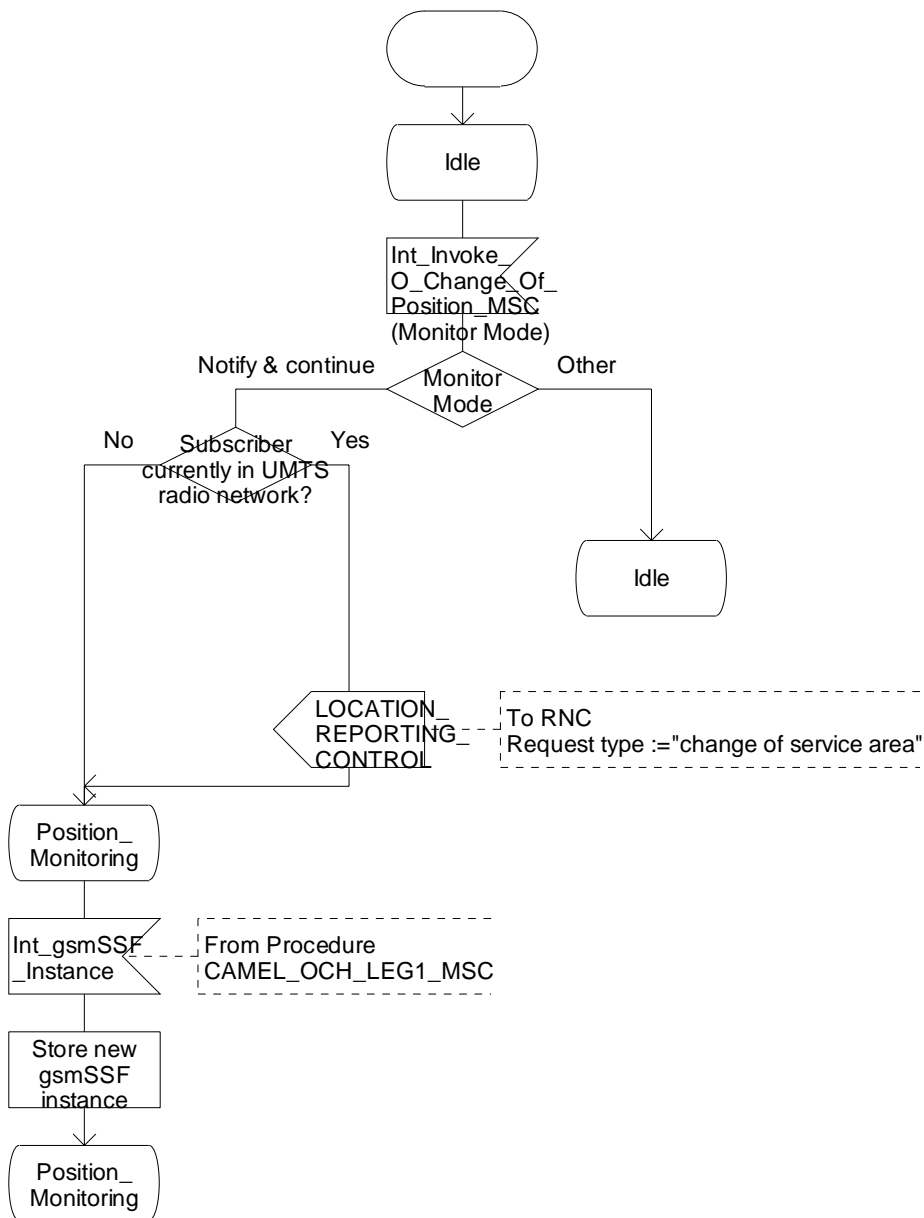 Idle
Int_Invoke_
O_Change_Of_
Position_MSC
(Monitor Mode)
Notify & continue
Monitor
Mode
Other
No
Subscriber
currently in UMTS
radio network?
Yes
Idle
LOCATION_
REPORTING_
CONTROL
To RNC
Request type :="change of service area"
Position_
Monitoring
Int_gsmSSF
_Instance
From Procedure
CAMEL_OCH_LEG1_MSC
Store new
gsmSSF
instance
Position_
Monitoring